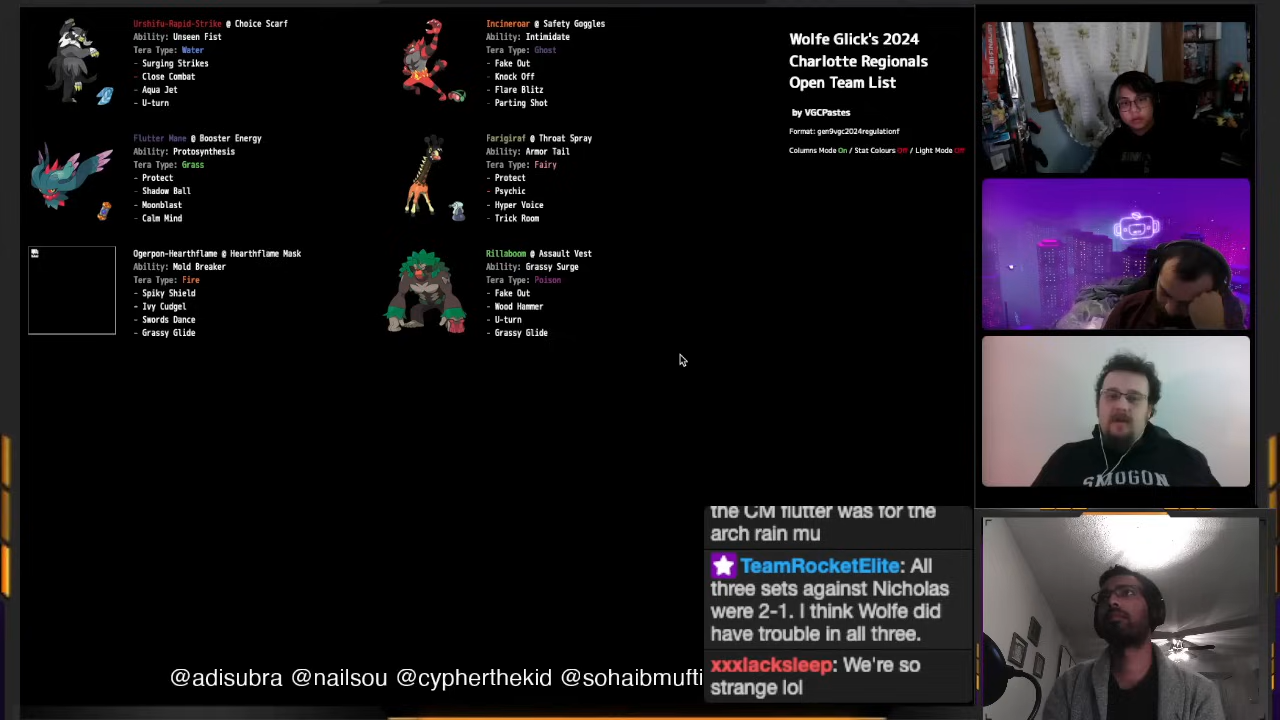 Urshifu-Rapid-Strike @ Choice Scarf
Ability: Unseen Fist
Tera Type: Water
- Surging Strikes
- Close Combat
- Aqua Jet
- U-turn
Incineroar @ Safety Goggles
Ability: Intimidate
Tera Type: Ghost
- Fake Out
- Knock Off
- Flare Blitz
- Parting Shot
Flutter Mane @ Booster Energy
Ability: Protosynthesis
Tera Type: Grass
- Protect
- Shadow Ball
- Moonblast
- Calm Mind
Farigiraf @ Throat Spray
Ability: Armor Tail
Tera Type: Fairy
- Protect
- Psychic
- Hyper Voice
- Trick Room
Ogerpon-Hearthflame @ Hearthflame Mask
Ability: Mold Breaker
Tera Type: Fire
- Spiky Shield
- Ivy Cudgel
- Swords Dance
- Grassy Glide
Rillaboom @ Assault Vest
Ability: Grassy Surge
Tera Type: Poison
- Fake Out
- Wood Hammer
- U-turn
- Grassy Glide
Wolfe Glick's 2024
Charlotte Regionals
Open Team List
by VGCPastes
Format: gen9vgc2024regulationf
Columns Mode On / Stat Colours Off / Light Mode Off
SMOGON
the CM flutter was for the
arch rain mu
TeamRocketElite: All
three sets against Nicholas
were 2-1. I think Wolfe did
have trouble in all three.
xxxlacksleep: We're so
strange lol
@adisubra @nailsou @cypherthekid @sohaibmufti